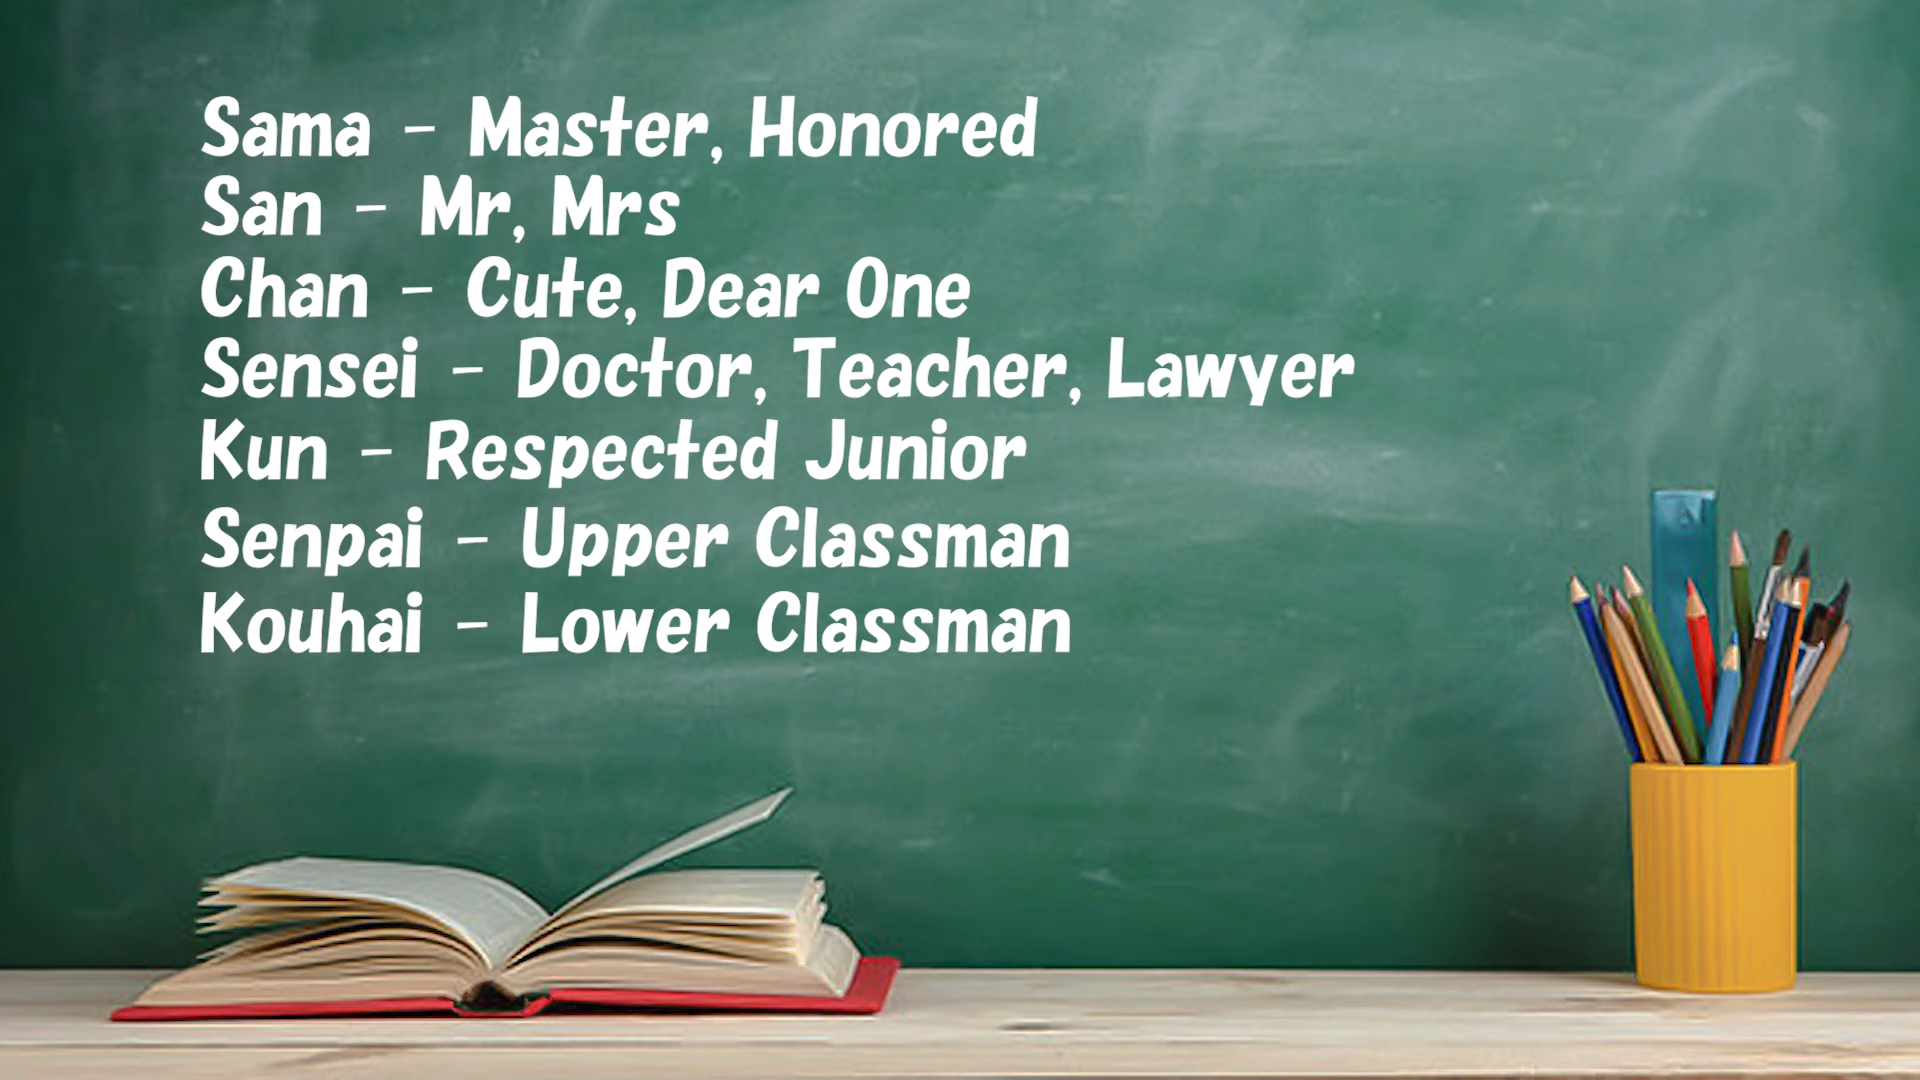 Sama - Master, Honored
San - Mr, Mrs
Chan - Cute, Dear One
Sensei - Doctor, Teacher, Lawyer
Kun - Respected Junior
Senpai - Upper Classman
Kouhai - Lower Classman